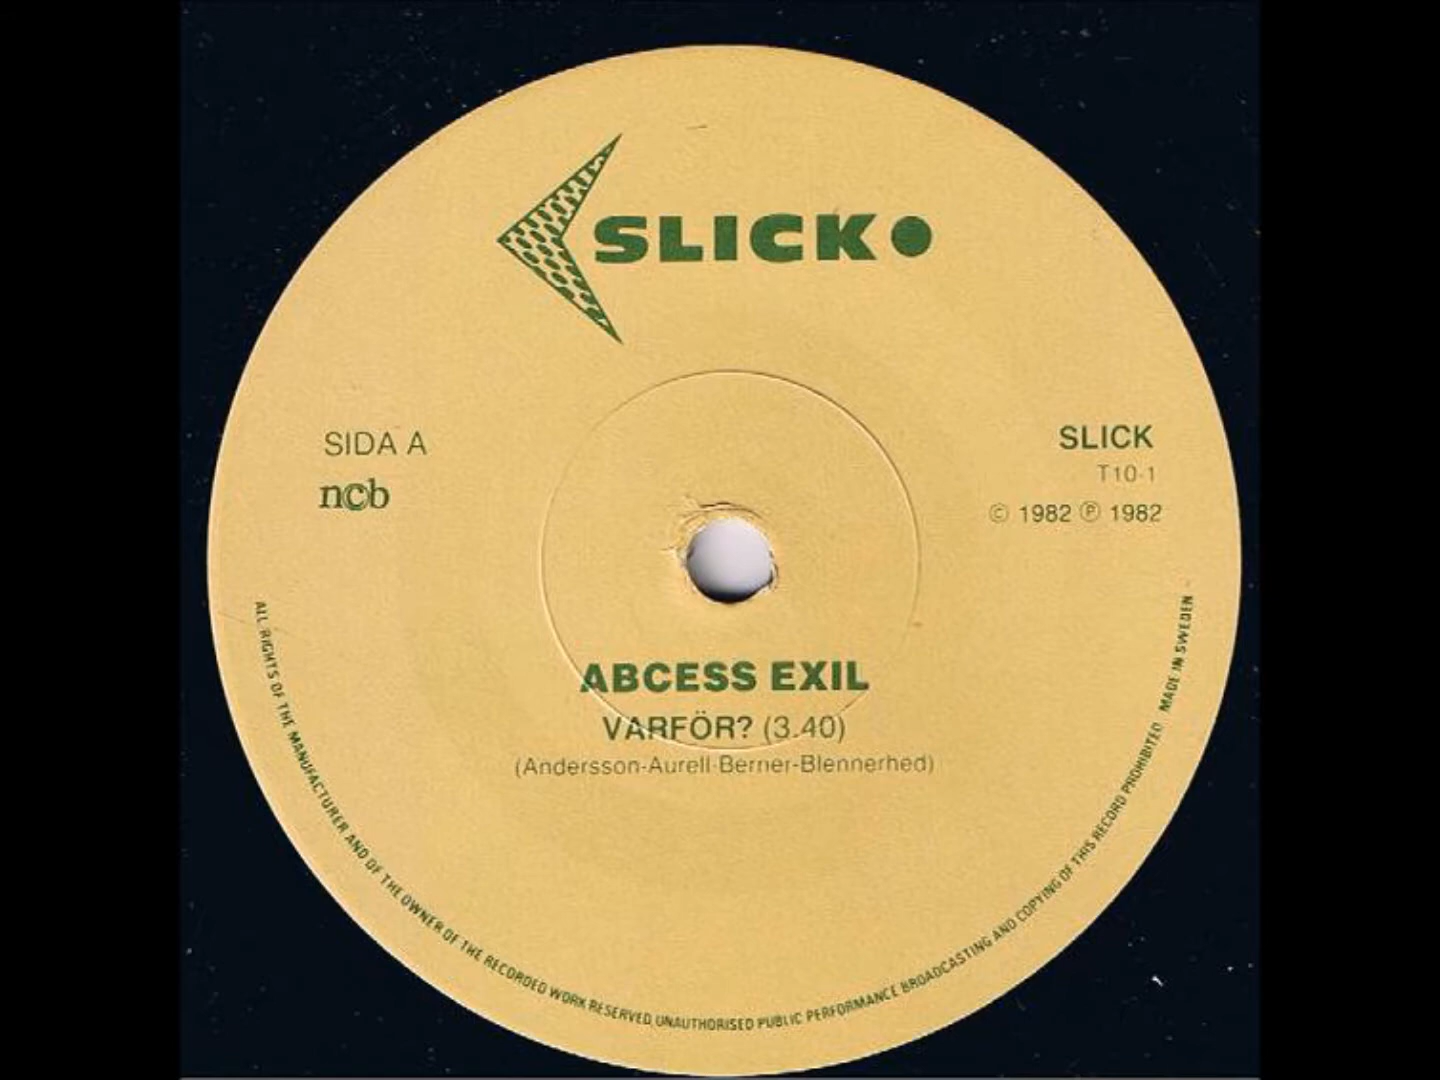 SLICK
SIDA A
ncb
SLICK
T10-1
© 1982 ℗ 1982
ABCESS EXIL
VARFÖR? (3.40)
(Andersson-Aurell-Berner-Blennerhed)
ALL RIGHTS OF THE MANUFACTURER AND OF THE OWNER OF THE RECORDED WORK RESERVED UNAUTHORISED PUBLIC PERFORMANCE BROADCASTING AND COPYING OF THIS RECORD PROHIBITED MADE IN SWEDEN